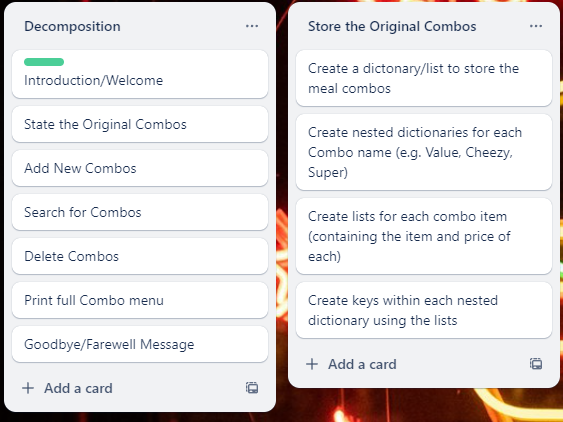 Decomposition
Introduction/Welcome
State the Original Combos
Add New Combos
Search for Combos
Delete Combos
Print full Combo menu
Goodbye/Farewell Message
Add a card
Store the Original Combos
Create a dictonary/list to store the
meal combos
Create nested dictionaries for each
Combo name (e.g. Value, Cheezy,
Super)
Create lists for each combo item
(containing the item and price of
each)
Create keys within each nested
dictionary using the lists
Add a card